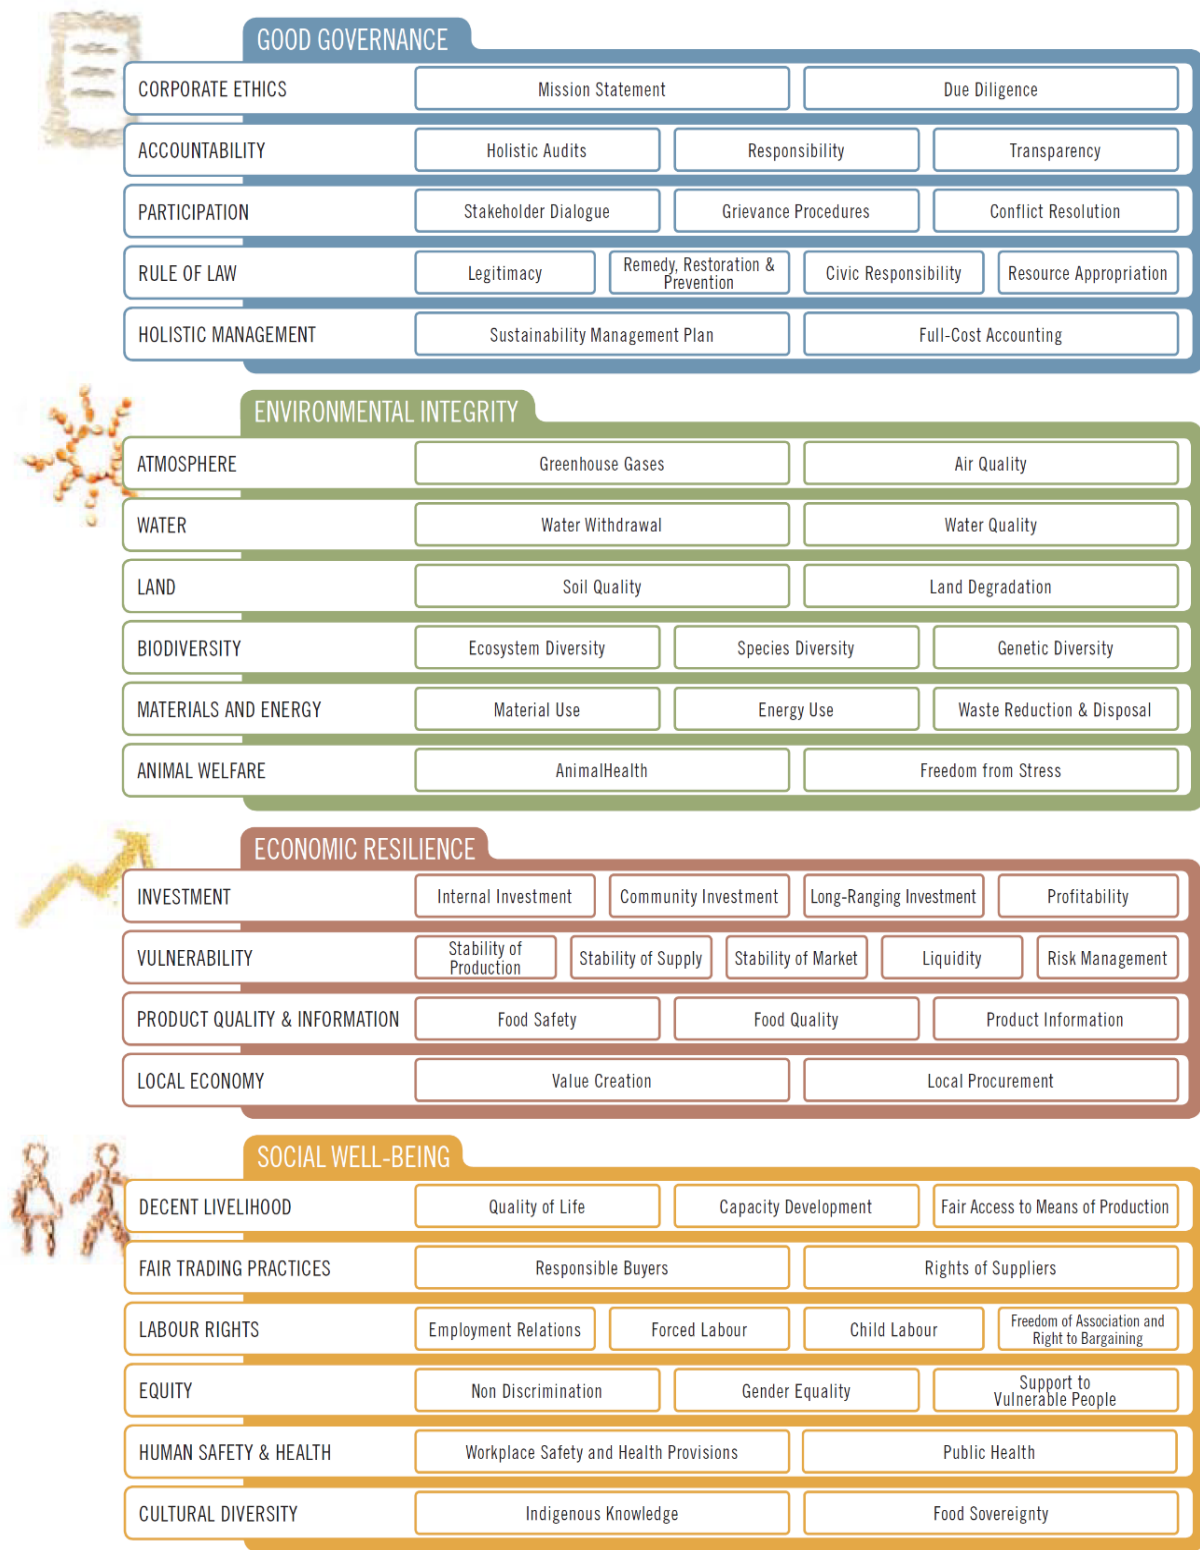 GOOD GOVERNANCE
CORPORATE ETHICS
Mission Statement
Due Diligence
ACCOUNTABILITY
Holistic Audits
Responsibility
Transparency
PARTICIPATION
Stakeholder Dialogue
Grievance Procedures
Conflict Resolution
RULE OF LAW
Legitimacy
Remedy, Restoration &
Prevention
Civic Responsibility
Resource Appropriation
HOLISTIC MANAGEMENT
Sustainability Management Plan
Full-Cost Accounting
ENVIRONMENTAL INTEGRITY
ATMOSPHERE
Greenhouse Gases
Air Quality
WATER
Water Withdrawal
Water Quality
LAND
Soil Quality
Land Degradation
BIODIVERSITY
Ecosystem Diversity
Species Diversity
Genetic Diversity
MATERIALS AND ENERGY
Material Use
Energy Use
Waste Reduction & Disposal
ANIMAL WELFARE
AnimalHealth
Freedom from Stress
ECONOMIC RESILIENCE
INVESTMENT
Internal Investment
Community Investment
Long-Ranging Investment
Profitability
VULNERABILITY
Stability of
Production
Stability of Supply
Stability of Market
Liquidity
Risk Management
PRODUCT QUALITY & INFORMATION
Food Safety
Food Quality
Product Information
LOCAL ECONOMY
Value Creation
Local Procurement
SOCIAL WELL-BEING
DECENT LIVELIHOOD
Quality of Life
Capacity Development
Fair Access to Means of Production
FAIR TRADING PRACTICES
Responsible Buyers
Rights of Suppliers
LABOUR RIGHTS
Employment Relations
Forced Labour
Child Labour
Freedom of Association and
Right to Bargaining
EQUITY
Non Discrimination
Gender Equality
Support to
Vulnerable People
HUMAN SAFETY & HEALTH
Workplace Safety and Health Provisions
Public Health
CULTURAL DIVERSITY
Indigenous Knowledge
Food Sovereignty